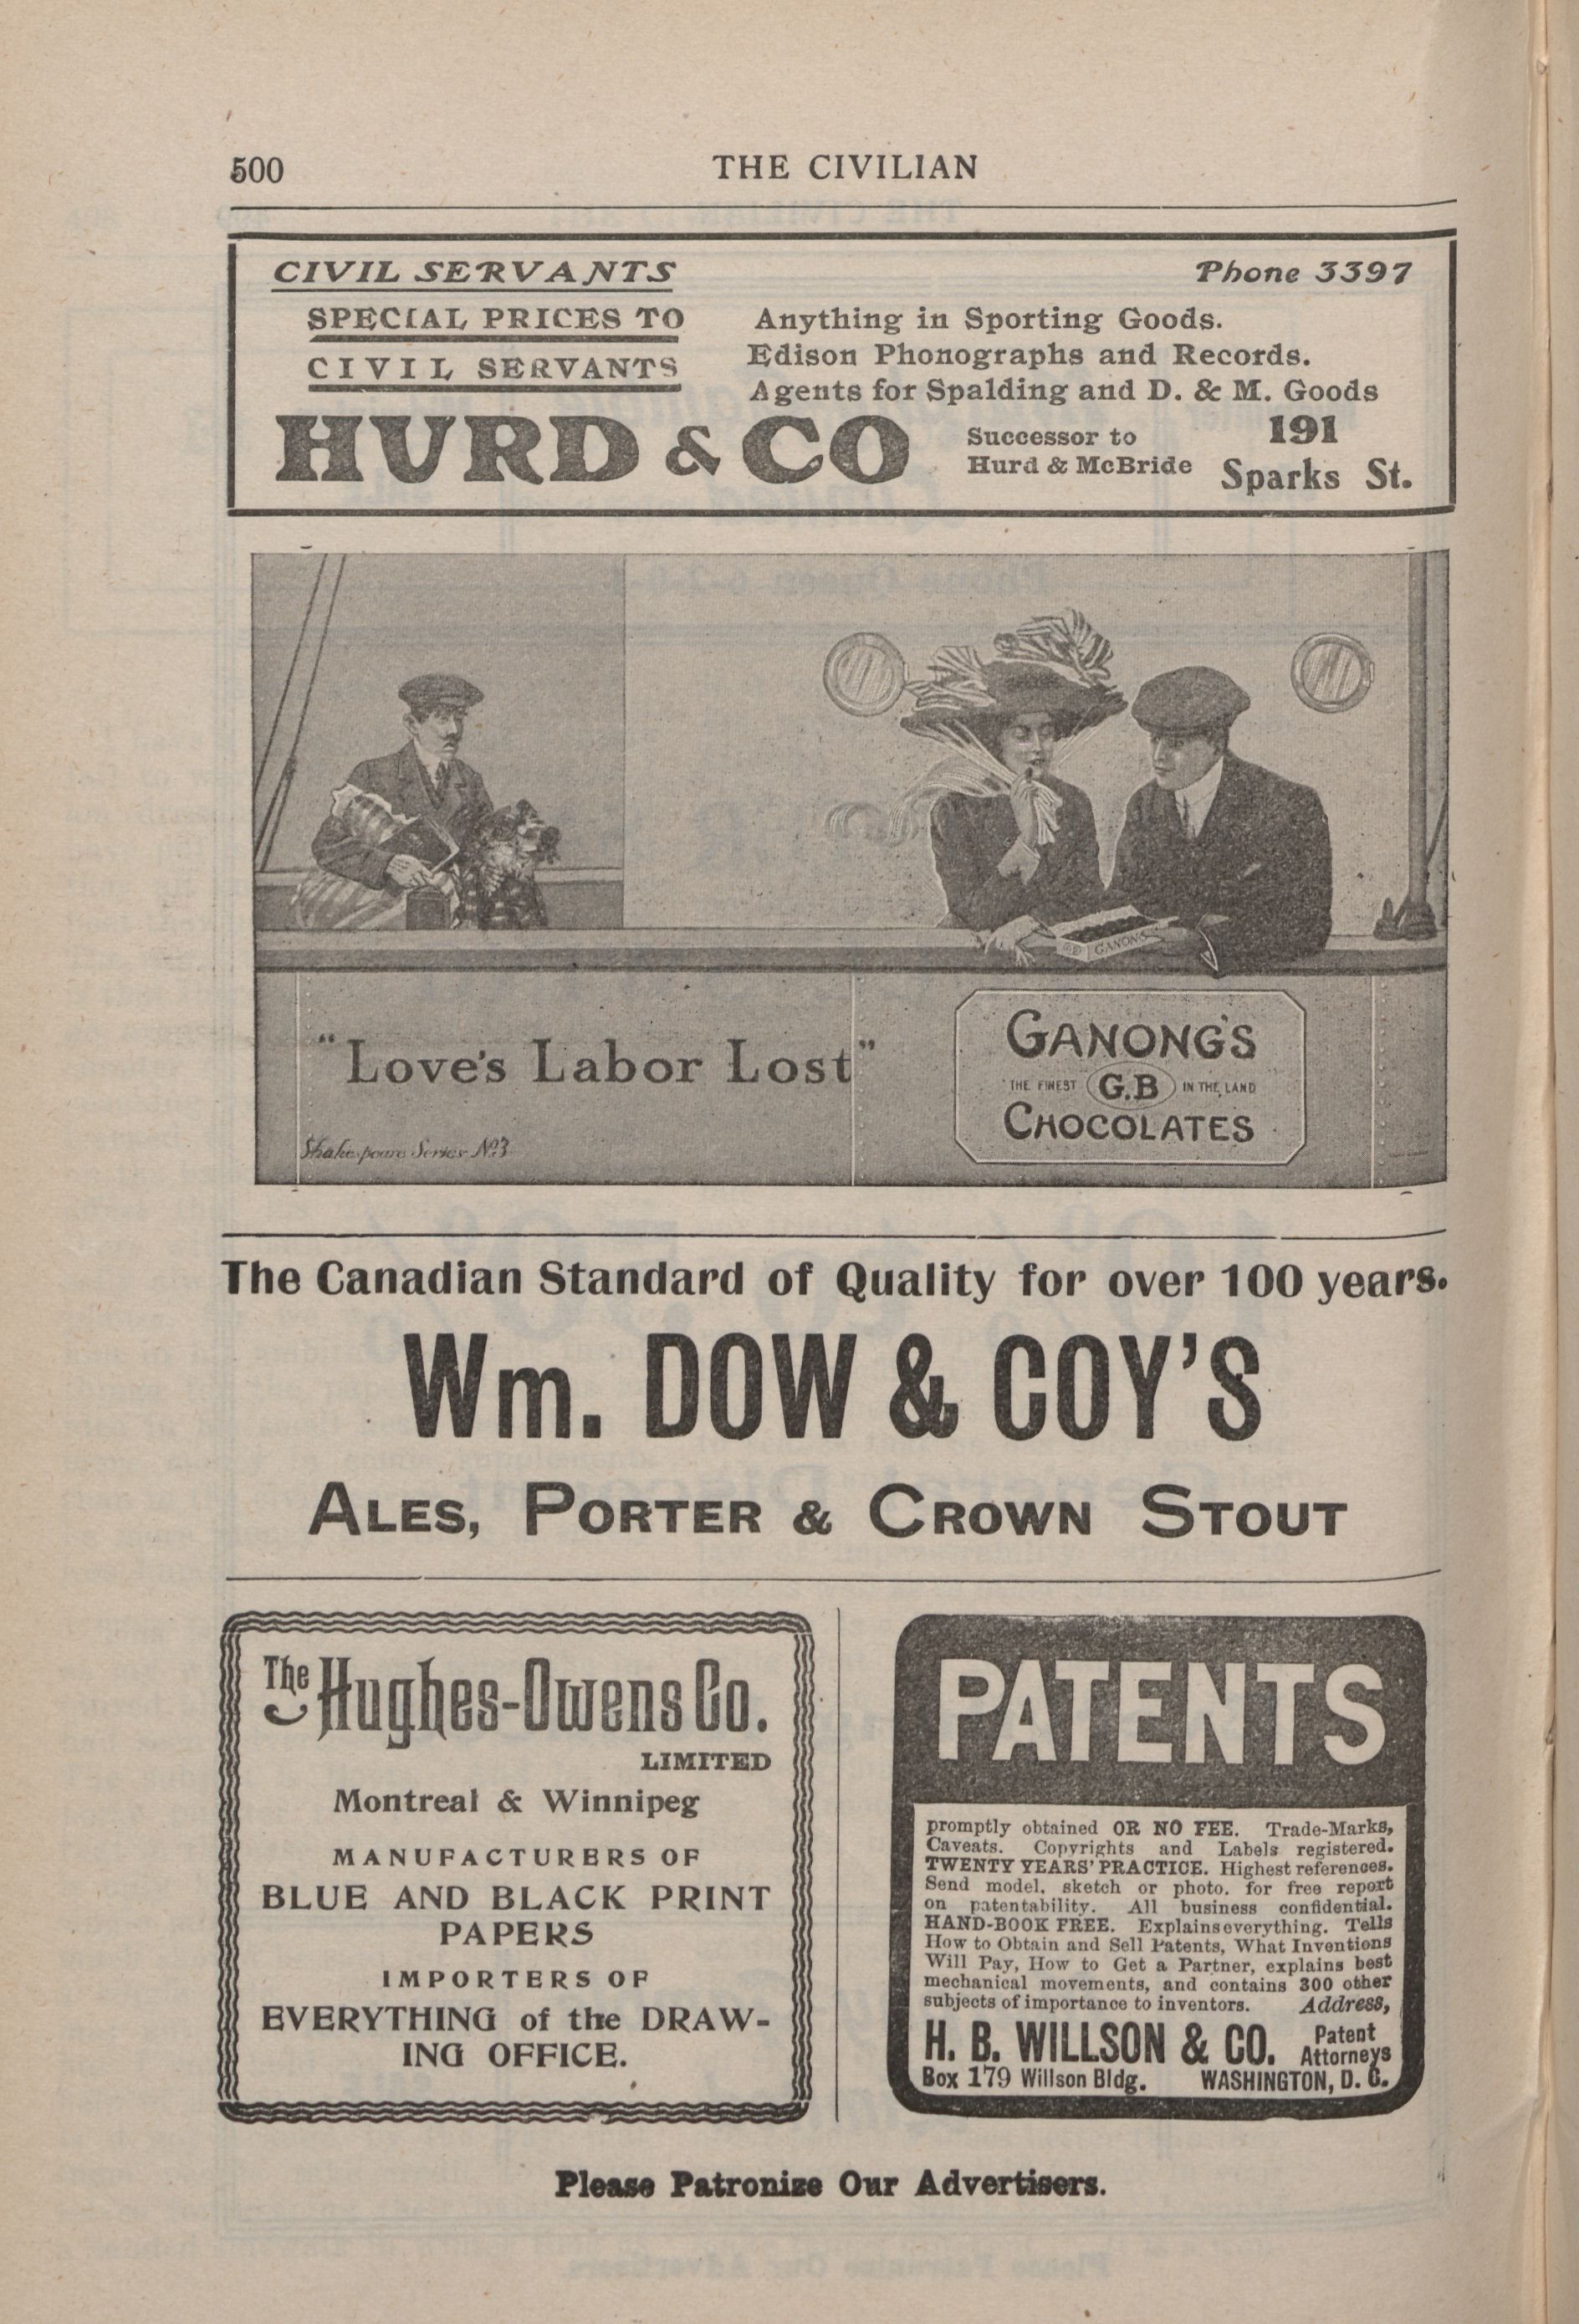 500
THE CIVILIAN
CIVIL SERVANTS
Phone 3397
SPECIAL PRICES TO
CIVIL SERVANTS
Anything in Sporting Goods.
Edison Phonographs and Records.
Agents for Spalding and D. & M. Goods
HURD & CO
Successor to
Hurd & McBride
191
Sparks St.
G.B. GANONG'S
"Love's Labor Lost"
Shakespeare Series No. 3
GANONG'S
THE FINEST G.B IN THE LAND
CHOCOLATES
The Canadian Standard of Quality for over 100 years.
Wm. DOW & COY'S
ALES, PORTER & CROWN STOUT
The Hughes-Owens Co.
LIMITED
Montreal & Winnipeg
MANUFACTURERS OF
BLUE AND BLACK PRINT
PAPERS
IMPORTERS OF
EVERYTHING of the DRAW-
ING OFFICE.
PATENTS
promptly obtained OR NO FEE. Trade-Marks,
Caveats. Copyrights and Labels registered.
TWENTY YEARS' PRACTICE. Highest references.
Send model, sketch or photo. for free report
on patentability. All business confidential.
HAND-BOOK FREE. Explains everything. Tells
How to Obtain and Sell Patents, What Inventions
Will Pay, How to Get a Partner, explains best
mechanical movements, and contains 300 other
subjects of importance to inventors. Address,
H. B. WILLSON & CO. Patent Attorneys
Box 179 Willson Bldg. WASHINGTON, D. C.
Please Patronize Our Advertisers.